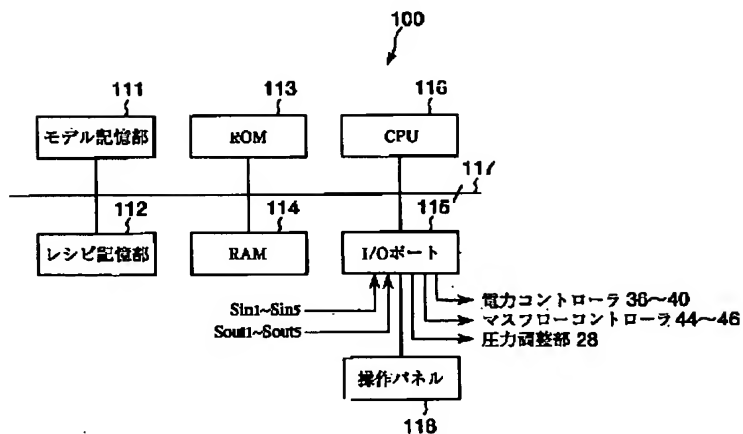 100
111
113
116
モデル記憶部
ROM
CPU
117
112
114
115
レシピ記憶部
RAM
I/Oポート
Sin1~Sin5
Sout1~Sout5
電力コントローラ 36~40
マスフローコントローラ 44~46
圧力調整部 28
操作パネル
118